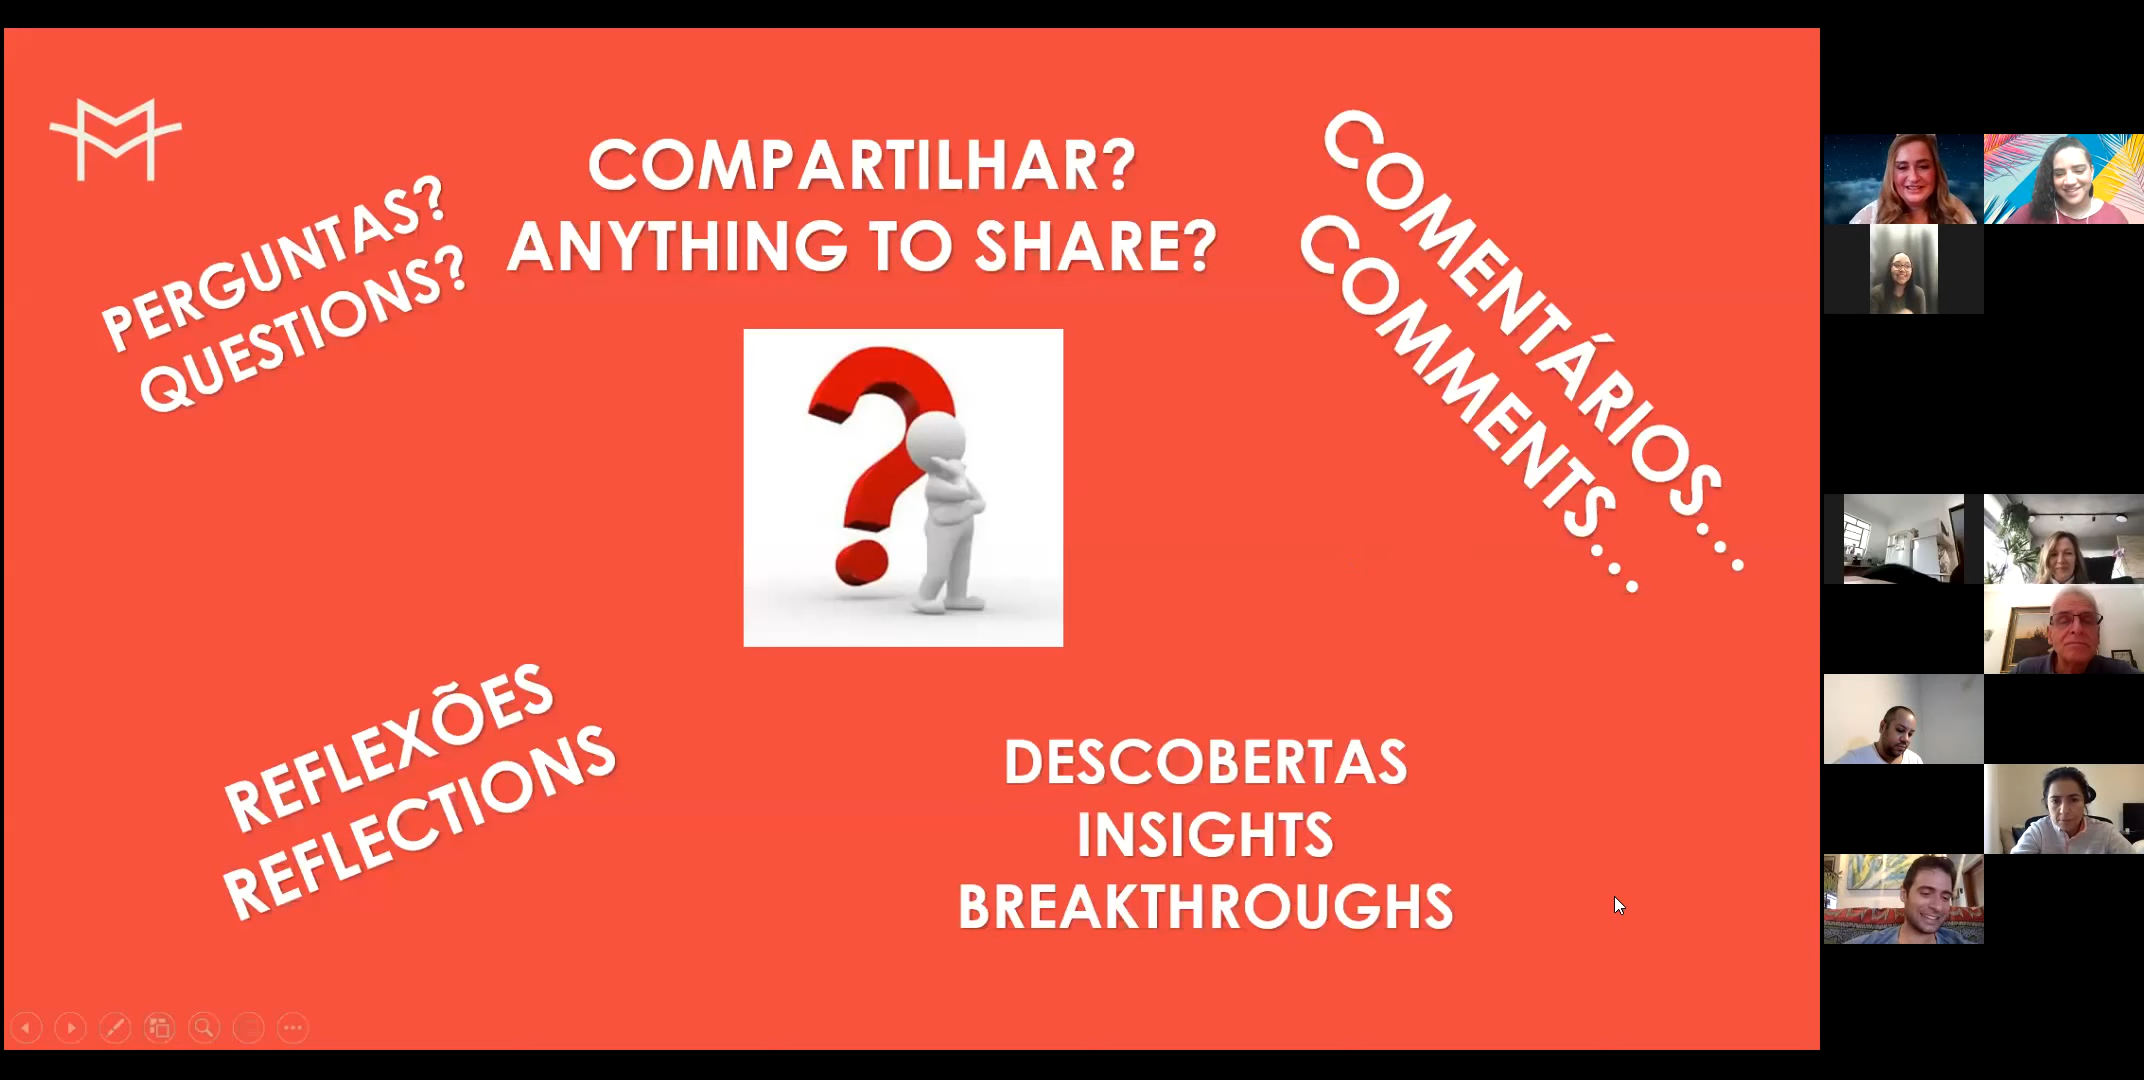 PERGUNTAS?
QUESTIONS?
COMPARTILHAR?
ANYTHING TO SHARE?
COMENTÁRIOS...
COMMENTS...
REFLEXÕES
REFLECTIONS
DESCOBERTAS
INSIGHTS
BREAKTHROUGHS